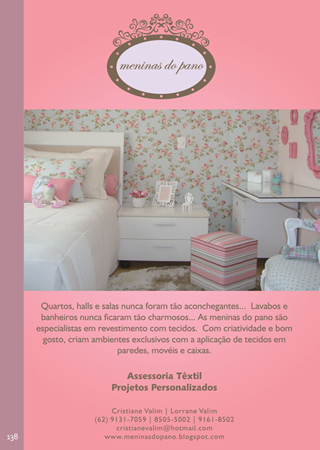 meninas do pano
Quartos, halls e salas nunca foram tão aconchegantes... Lavabos e
banheiros nunca ficaram tão charmosos... As meninas do pano são
especialistas em revestimento com tecidos. Com criatividade e bom
gosto, criam ambientes exclusivos com a aplicação de tecidos em
paredes, movéis e caixas.
Assessoria Têxtil
Projetos Personalizados
Cristiane Valim | Lorrane Valim
(62) 9131-7059 | 8505-5002 | 9161-8502
cristianevalim@hotmail.com
www.meninasdopano.blogspot.com
138